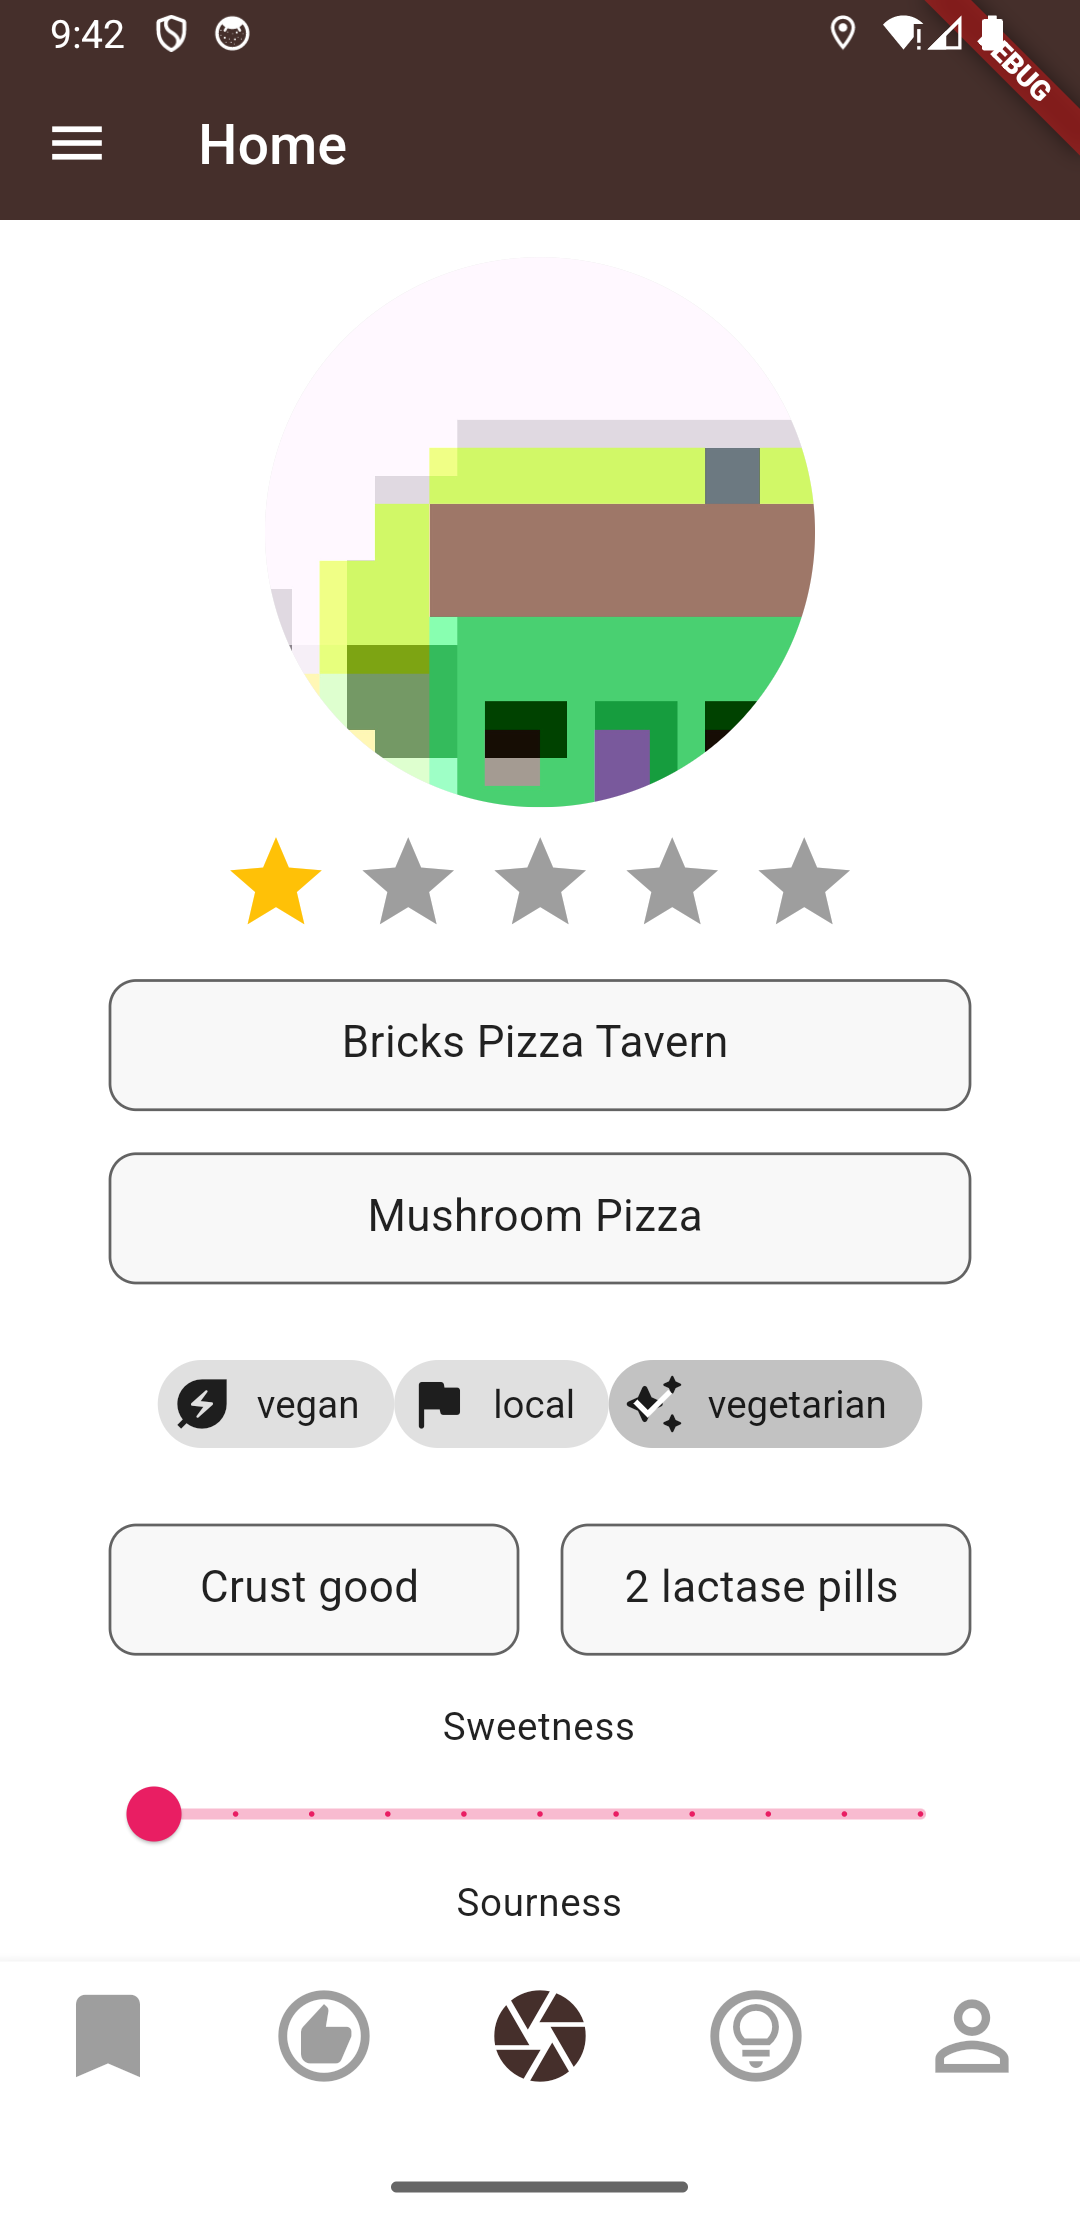 9:42
EBUG
Home
Bricks Pizza Tavern
Mushroom Pizza
vegan local vegetarian
Crust good 2 lactase pills
Sweetness
Sourness